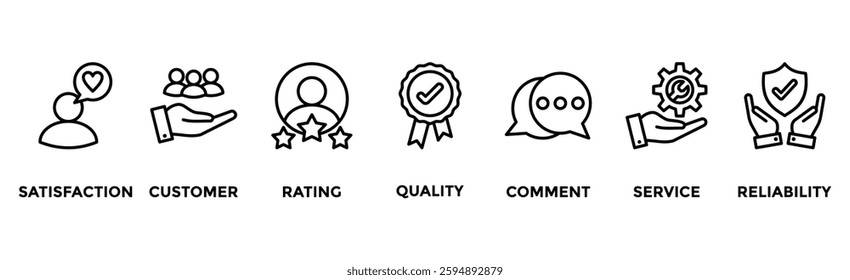 SATISFACTION CUSTOMER RATING QUALITY COMMENT SERVICE RELIABILITY
shutterstock.com · 2594892879